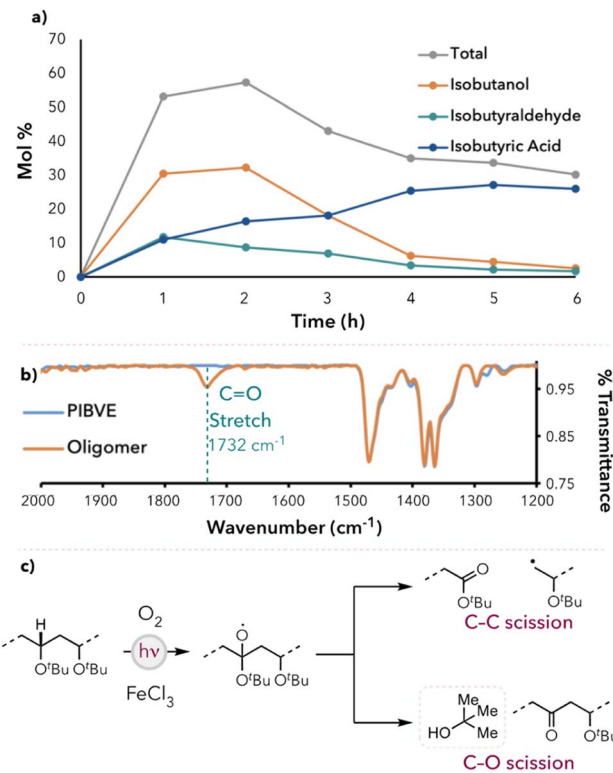 a)
70
60
50
40
30
20
10
0
Mol %
Total
Isobutanol
Isobutyraldehyde
Isobutyric Acid
0 1 2 3 4 5 6
Time (h)
b)
PIBVE
Oligomer
C=O
Stretch
1732 cm⁻¹
0.95
0.85
0.75
% Transmittance
2000 1900 1800 1700 1600 1500 1400 1300 1200
Wavenumber (cm⁻¹)
c)
H
OᵗBu OᵗBu
O₂
hν
FeCl₃
O
OᵗBu OᵗBu
O
OᵗBu
OᵗBu
C–C scission
Me
Me
HO Me
O
OᵗBu
C–O scission